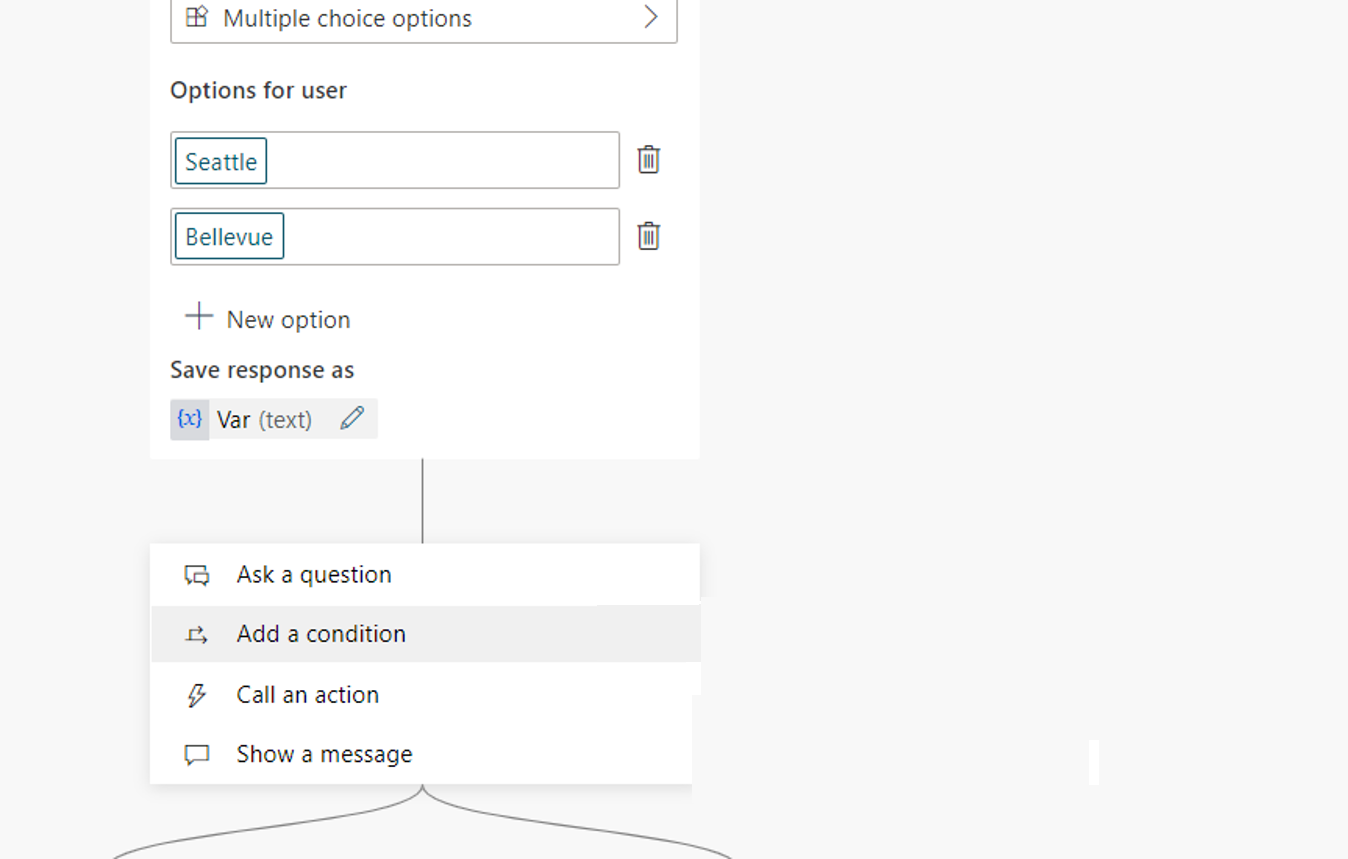 Multiple choice options
Options for user
Seattle
Bellevue
New option
Save response as
{x} Var (text)
Ask a question
Add a condition
Call an action
Show a message